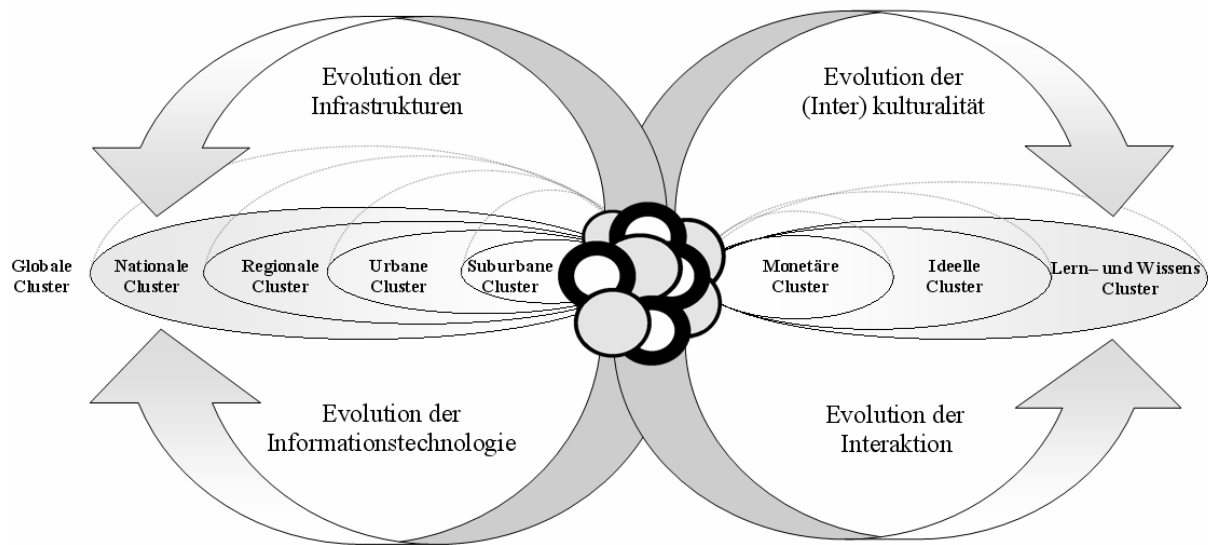 Evolution der
Infrastrukturen
Evolution der
(Inter) kulturalität
Globale
Cluster
Nationale
Cluster
Regionale
Cluster
Urbane
Cluster
Suburbane
Cluster
Monetäre
Cluster
Ideelle
Cluster
Lern– und Wissens
Cluster
Evolution der
Informationstechnologie
Evolution der
Interaktion